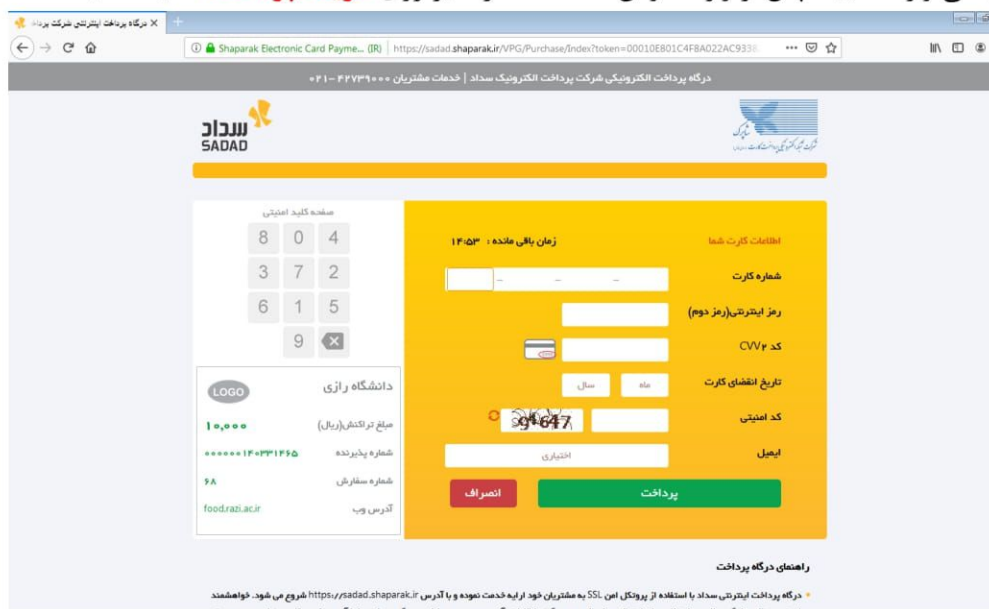 درگاه پرداخت اینترنتی شرکت پرداخ
Shaparak Electronic Card Payme... (IR) https://sadad.shaparak.ir/VPG/Purchase/Index?token=00010E801C4F8A022AC9338
درگاه پرداخت الکترونیکی شرکت پرداخت الکترونیک سداد | خدمات مشتریان ۴۲۷۳۹۰۰۰-۰۲۱
سداد
SADAD
شاپرک
اطلاعات کارت شما
زمان باقی مانده : ۱۴:۵۳
شماره کارت
رمز اینترنتی(رمز دوم)
کد CVV۲
تاریخ انقضای کارت
ماه
سال
کد امنیتی
94647
ایمیل
اختیاری
پرداخت
انصراف
صفحه کلید امنیتی
8 0 4
3 7 2
6 1 5
9
دانشگاه رازی
LOGO
مبلغ تراکنش(ریال) ۱۰,۰۰۰
شماره پذیرنده ۰۰۰۰۰۰۱۴۰۳۳۱۴۶۵
شماره سفارش ۶۸
آدرس وب food.razi.ac.ir
راهنمای درگاه پرداخت
درگاه پرداخت اینترنتی سداد با استفاده از پروتکل امن SSL به مشتریان خود ارایه خدمت نموده و با آدرس https://sadad.shaparak.ir شروع می شود. خواهشمند